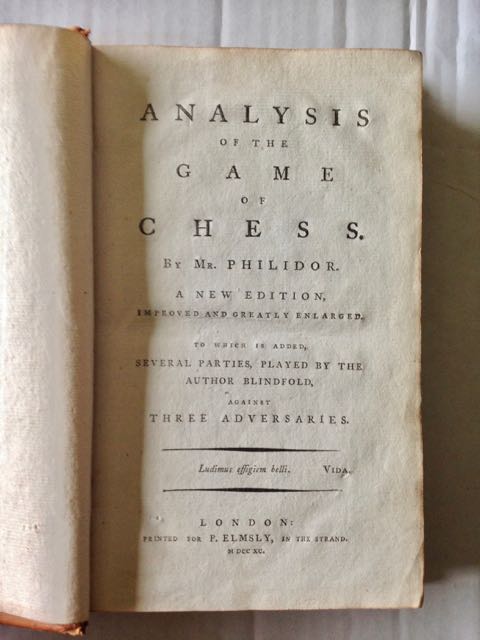 ANALYSIS
OF THE
GAME
OF
CHESS.
By Mr. PHILIDOR.
A NEW EDITION,
IMPROVED AND GREATLY ENLARGED.
TO WHICH IS ADDED,
SEVERAL PARTIES, PLAYED BY THE
AUTHOR BLINDFOLD,
AGAINST
THREE ADVERSARIES.
Ludimus effigiem belli. VIDA.
LONDON:
PRINTED FOR P. ELMSLY, IN THE STRAND.
M DCC XC.